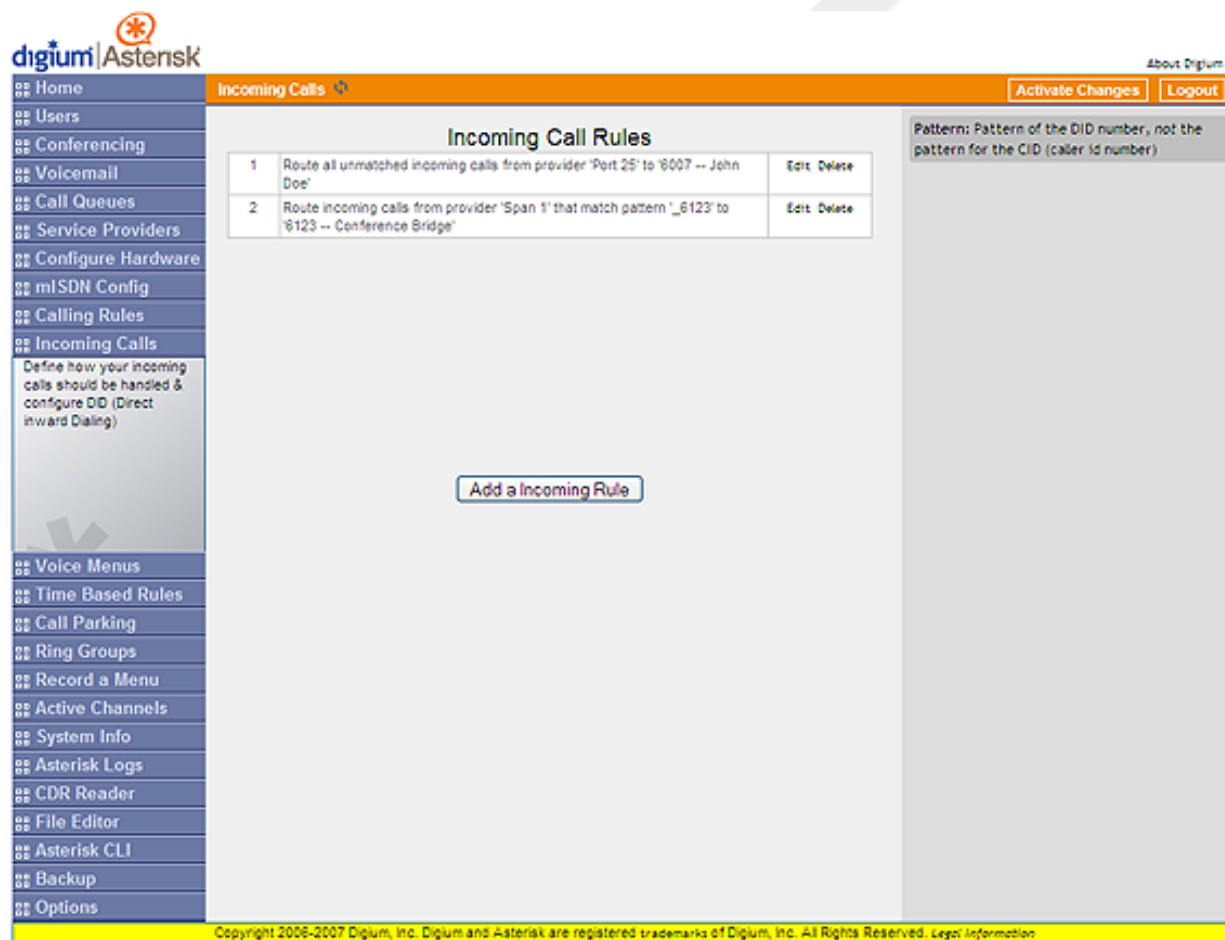 digium Asterisk
About Digium
Home
Incoming Calls
Activate Changes
Logout
Users
Conferencing
Voicemail
Call Queues
Service Providers
Configure Hardware
mISDN Config
Calling Rules
Incoming Calls
Define how your incoming
calls should be handled &
configure DID (Direct
inward Dialing)
Voice Menus
Time Based Rules
Call Parking
Ring Groups
Record a Menu
Active Channels
System Info
Asterisk Logs
CDR Reader
File Editor
Asterisk CLI
Backup
Options
Incoming Call Rules
1 Route all unmatched incoming calls from provider 'Port 25' to '6007 -- John
Doe'
Edit Delete
2 Route incoming calls from provider 'Span 1' that match pattern '_6123' to
'6123 -- Conference Bridge'
Edit Delete
Add a Incoming Rule
Pattern: Pattern of the DID number, not the
pattern for the CID (caller id number)
Copyright 2006-2007 Digium, Inc. Digium and Asterisk are registered trademarks of Digium, Inc. All Rights Reserved. Legal Information